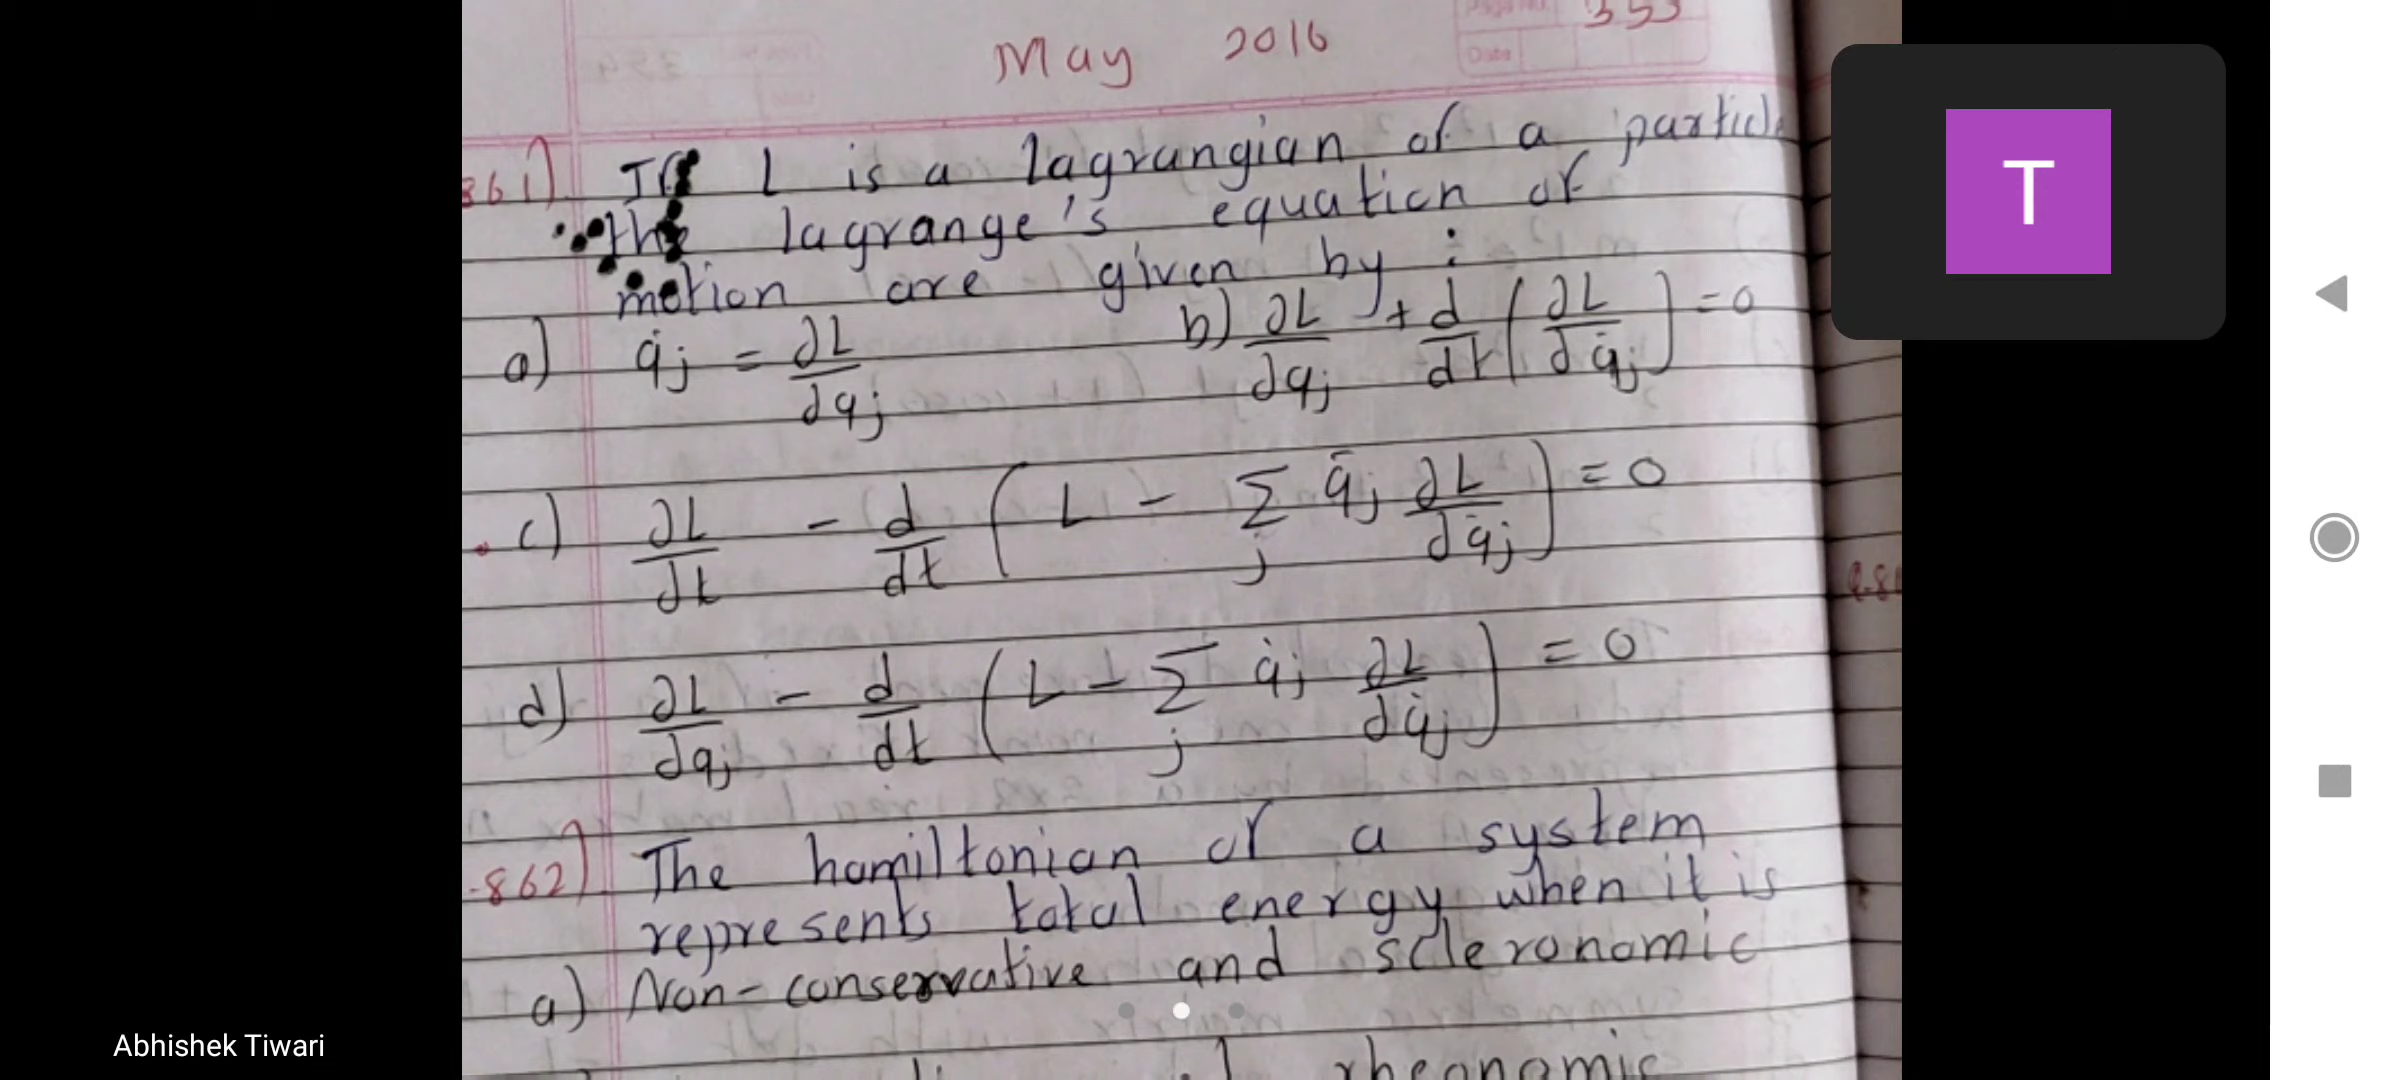 May 2016
353
Date
861) If L is a lagrangian of a particle
the lagrange's equation of
motion are given by :
a) q̇j = ∂L/∂qj b) ∂L/∂qj + d/dt (∂L/∂q̇j) = 0
c) ∂L/∂t - d/dt (L - Σj q̇j ∂L/∂q̇j) = 0
d) ∂L/∂qj - d/dt (L - Σj q̇j ∂L/∂q̇j) = 0
862) The hamiltonian of a system
represents total energy when it is
a) Non-conservative and scleronomic
rheonomic
T
Abhishek Tiwari